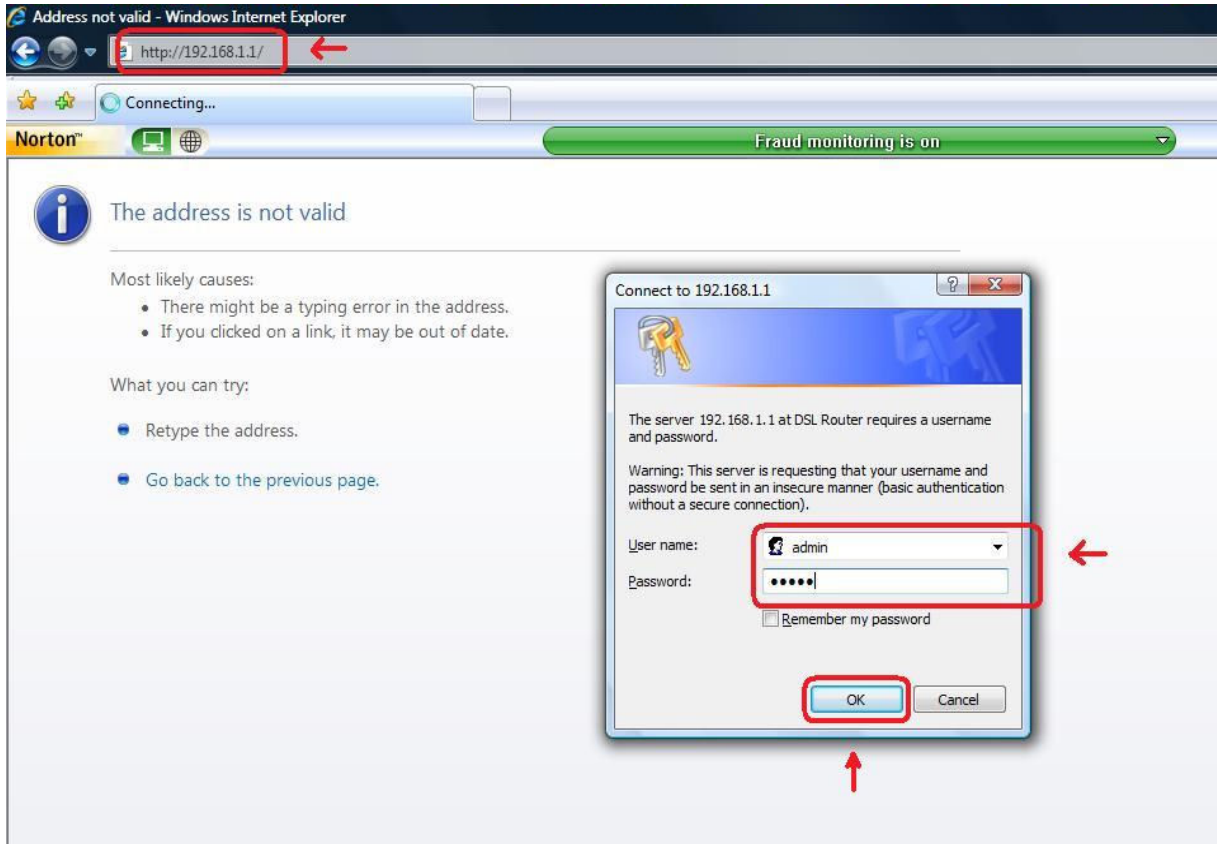 Address not valid - Windows Internet Explorer
http://192.168.1.1/
Connecting...
Norton™
Fraud monitoring is on
The address is not valid
Most likely causes:
There might be a typing error in the address.
If you clicked on a link, it may be out of date.
What you can try:
Retype the address.
Go back to the previous page.
Connect to 192.168.1.1
The server 192.168.1.1 at DSL Router requires a username
and password.
Warning: This server is requesting that your username and
password be sent in an insecure manner (basic authentication
without a secure connection).
User name:
admin
Password:
•••••
Remember my password
OK
Cancel